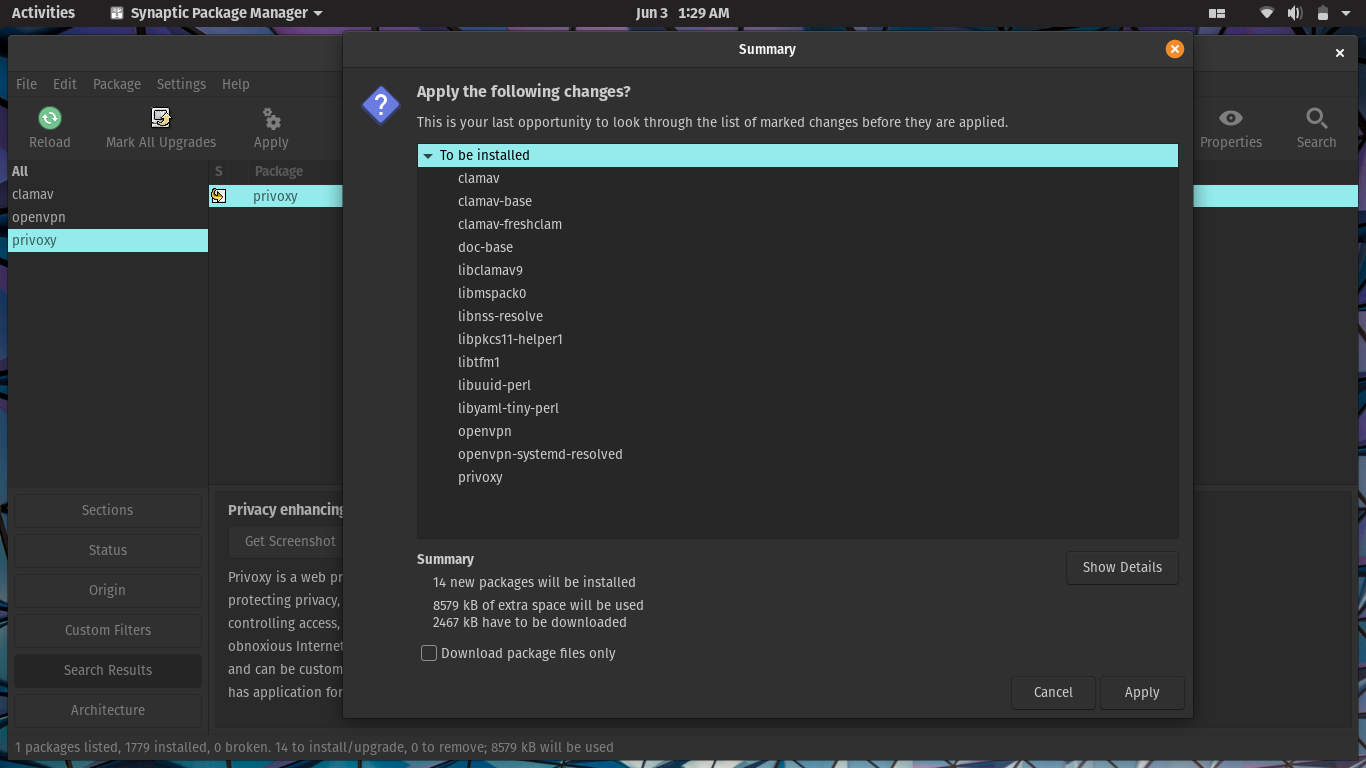 Activities
Synaptic Package Manager
Jun 3 1:29 AM
Summary
File Edit Package Settings Help
Reload
Mark All Upgrades
Apply
Properties
Search
All
clamav
openvpn
privoxy
S Package
privoxy
Apply the following changes?
This is your last opportunity to look through the list of marked changes before they are applied.
To be installed
clamav
clamav-base
clamav-freshclam
doc-base
libclamav9
libmspack0
libnss-resolve
libpkcs11-helper1
libtfm1
libuuid-perl
libyaml-tiny-perl
openvpn
openvpn-systemd-resolved
privoxy
Summary
14 new packages will be installed
8579 kB of extra space will be used
2467 kB have to be downloaded
Show Details
Download package files only
Cancel
Apply
Sections
Status
Origin
Custom Filters
Search Results
Architecture
Privacy enhancing
Get Screenshot
Privoxy is a web pr
protecting privacy,
controlling access,
obnoxious Internet
and can be custom
has application for
1 packages listed, 1779 installed, 0 broken. 14 to install/upgrade, 0 to remove; 8579 kB will be used